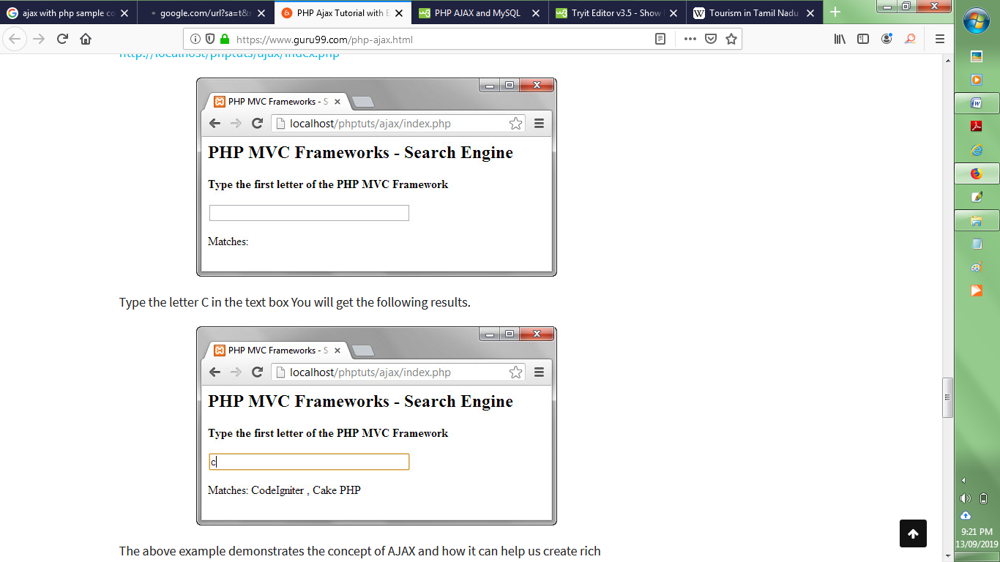 ajax with php sample co
google.com/url?sa=t&r
PHP Ajax Tutorial with E
PHP AJAX and MySQL
Tryit Editor v3.5 - Show
Tourism in Tamil Nadu
https://www.guru99.com/php-ajax.html
http://localhost/phptuts/ajax/index.php
PHP MVC Frameworks - S
localhost/phptuts/ajax/index.php
PHP MVC Frameworks - Search Engine
Type the first letter of the PHP MVC Framework
Matches:
Type the letter C in the text box You will get the following results.
PHP MVC Frameworks - S
localhost/phptuts/ajax/index.php
PHP MVC Frameworks - Search Engine
Type the first letter of the PHP MVC Framework
c
Matches: CodeIgniter , Cake PHP
The above example demonstrates the concept of AJAX and how it can help us create rich
9:21 PM
13/09/2019